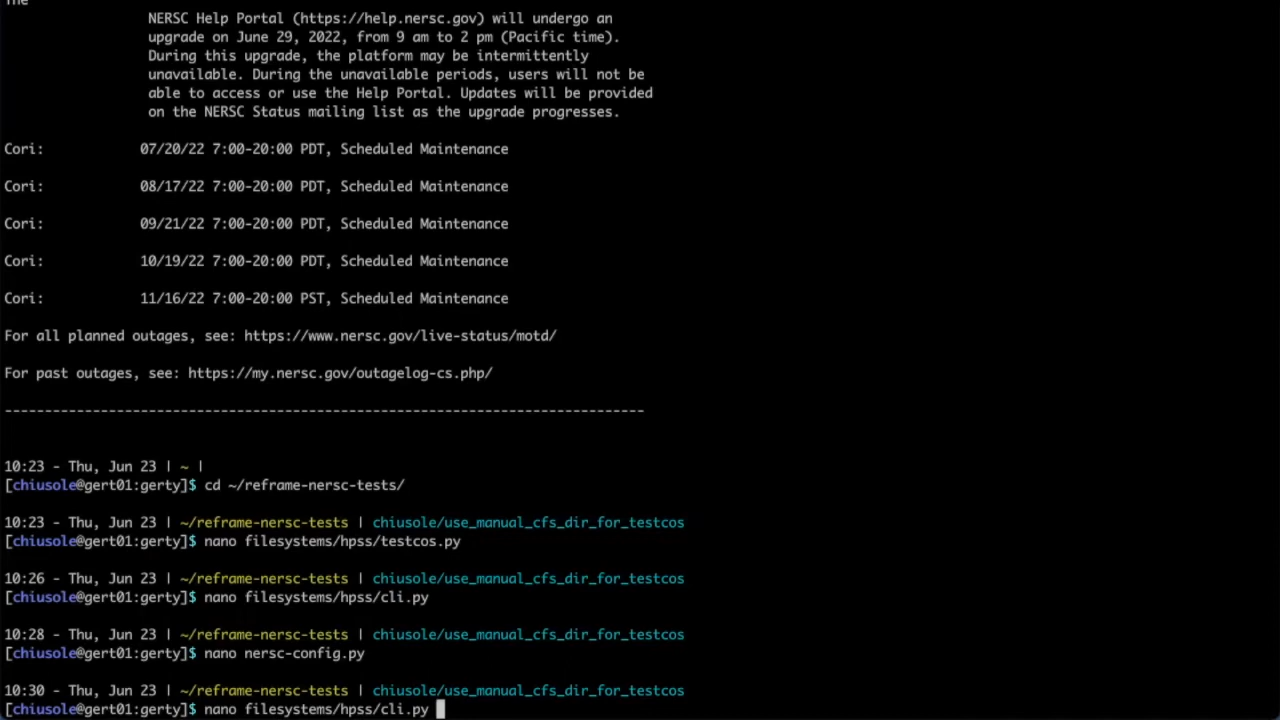 The
NERSC Help Portal (https://help.nersc.gov) will undergo an
upgrade on June 29, 2022, from 9 am to 2 pm (Pacific time).
During this upgrade, the platform may be intermittently
unavailable. During the unavailable periods, users will not be
able to access or use the Help Portal. Updates will be provided
on the NERSC Status mailing list as the upgrade progresses.
Cori: 07/20/22 7:00-20:00 PDT, Scheduled Maintenance
Cori: 08/17/22 7:00-20:00 PDT, Scheduled Maintenance
Cori: 09/21/22 7:00-20:00 PDT, Scheduled Maintenance
Cori: 10/19/22 7:00-20:00 PDT, Scheduled Maintenance
Cori: 11/16/22 7:00-20:00 PST, Scheduled Maintenance
For all planned outages, see: https://www.nersc.gov/live-status/motd/
For past outages, see: https://my.nersc.gov/outagelog-cs.php/
--------------------------------------------------------------------------------
10:23 - Thu, Jun 23 | ~ |
[chiusole@gert01:gerty]$ cd ~/reframe-nersc-tests/
10:23 - Thu, Jun 23 | ~/reframe-nersc-tests | chiusole/use_manual_cfs_dir_for_testcos
[chiusole@gert01:gerty]$ nano filesystems/hpss/testcos.py
10:26 - Thu, Jun 23 | ~/reframe-nersc-tests | chiusole/use_manual_cfs_dir_for_testcos
[chiusole@gert01:gerty]$ nano filesystems/hpss/cli.py
10:28 - Thu, Jun 23 | ~/reframe-nersc-tests | chiusole/use_manual_cfs_dir_for_testcos
[chiusole@gert01:gerty]$ nano nersc-config.py
10:30 - Thu, Jun 23 | ~/reframe-nersc-tests | chiusole/use_manual_cfs_dir_for_testcos
[chiusole@gert01:gerty]$ nano filesystems/hpss/cli.py